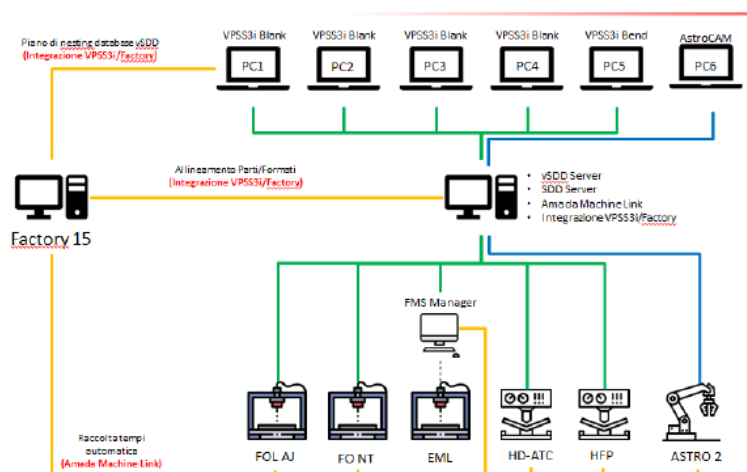 VPSS3i Blank
VPSS3i Blank
VPSS3i Blank
VPSS3i Blank
VPSS3i Bend
AstroCAM
PC1
PC2
PC3
PC4
PC5
PC6
Piano di nesting database vSDD
(Integrazione VPSS3i/Factory)
Allineamento Parti/Formati
(Integrazione VPSS3i/Factory)
• vSDD Server
• SDD Server
• Amada Machine Link
• Integrazione VPSS3i/Factory
Factory 15
FMS Manager
Raccolta tempi
automatica
(Amada Machine Link)
FOL AJ
FO NT
EML
HD-ATC
HFP
ASTRO 2